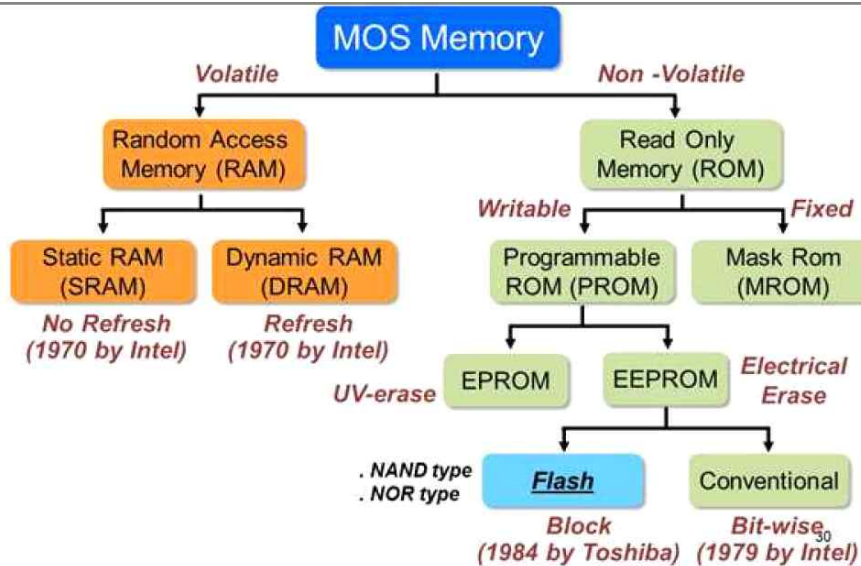 MOS Memory
Volatile
Non -Volatile
Random Access
Memory (RAM)
Read Only
Memory (ROM)
Writable
Fixed
Static RAM
(SRAM)
Dynamic RAM
(DRAM)
Programmable
ROM (PROM)
Mask Rom
(MROM)
No Refresh
(1970 by Intel)
Refresh
(1970 by Intel)
UV-erase
EPROM
EEPROM
Electrical
Erase
. NAND type
. NOR type
Flash
Conventional
Block
(1984 by Toshiba)
Bit-wise
(1979 by Intel)
30